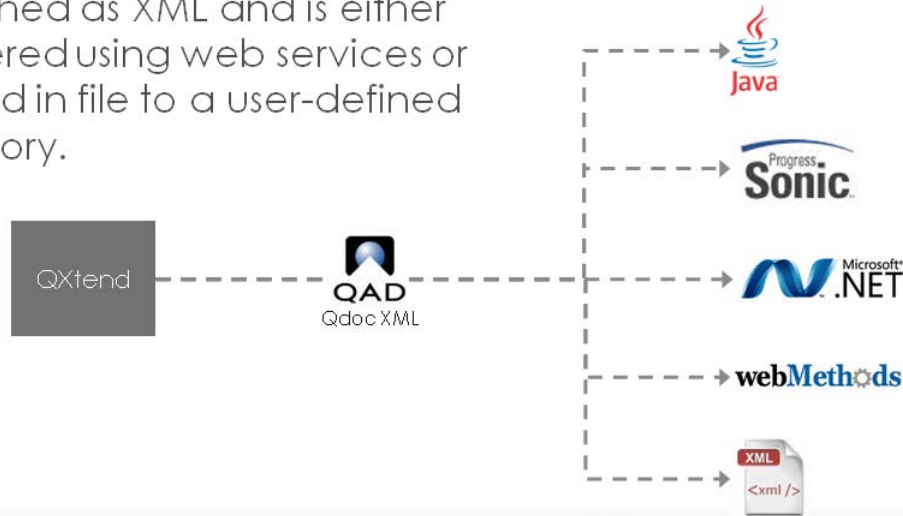 ned as XML and is either
ered using web services or
d in file to a user-defined
ory.
Java
Progress
Sonic
QXtend
QAD
Qdoc XML
Microsoft®
.NET
webMethods
XML
<xml />